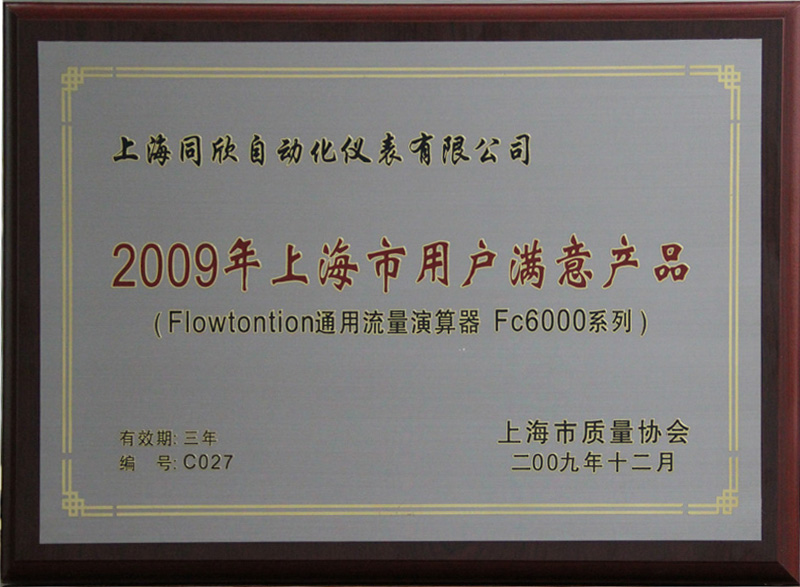 上海同欣自动化仪表有限公司
2009年上海市用户满意产品
(Flowtontion通用流量演算器 Fc6000系列)
有效期:三年
编 号:C027
上海市质量协会
二00九年十二月